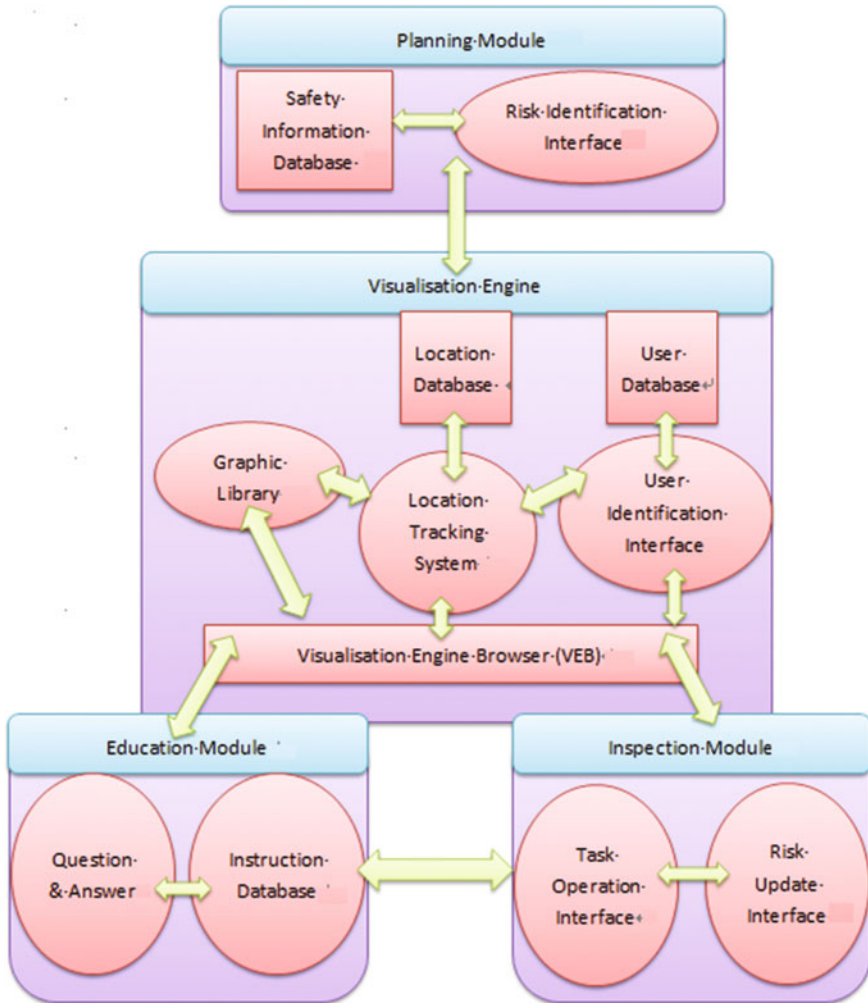 Planning·Module
Safety·
Information·
Database·
Risk·Identification·
Interface
Visualisation·Engine
Location·
Database·
User·
Database↵
Graphic·
Library
Location·
Tracking·
System
User·
Identification·
Interface
Visualisation·Engine·Browser·(VEB)
Education·Module
Question·
&·Answer
Instruction·
Database
Inspection·Module
Task·
Operation·
Interface
Risk·
Update·
Interface